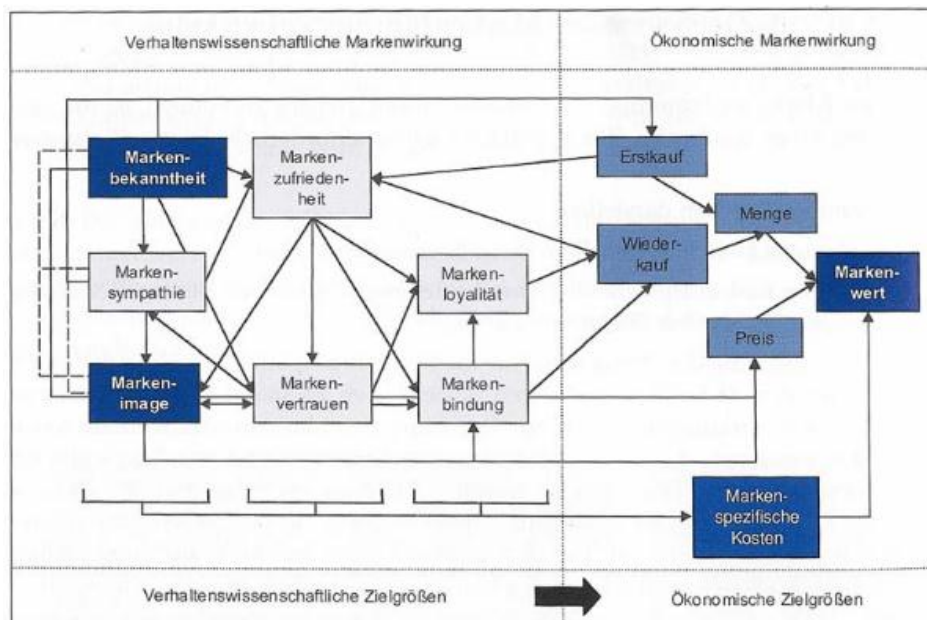 Verhaltenswissenschaftliche Markenwirkung
Ökonomische Markenwirkung
Marken-
bekanntheit
Marken-
zufrieden-
heit
Erstkauf
Menge
Marken-
sympathie
Marken-
loyalität
Wieder-
kauf
Marken-
wert
Preis
Marken-
image
Marken-
vertrauen
Marken-
bindung
Marken-
spezifische
Kosten
Verhaltenswissenschaftliche Zielgrößen
Ökonomische Zielgrößen